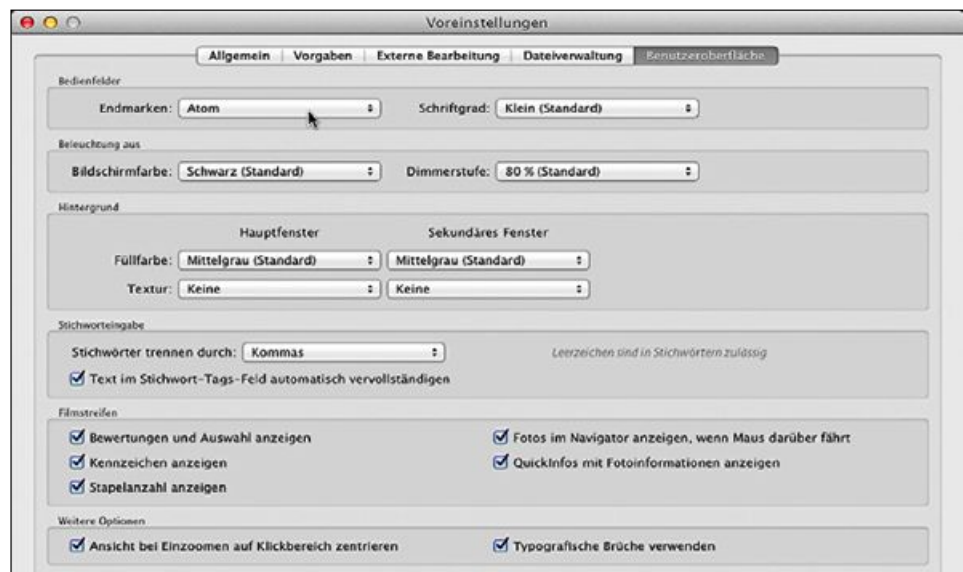 Voreinstellungen
Allgemein Vorgaben Externe Bearbeitung Dateiverwaltung Benutzeroberfläche
Bedienfelder
Endmarken: Atom Schriftgrad: Klein (Standard)
Beleuchtung aus
Bildschirmfarbe: Schwarz (Standard) Dimmerstufe: 80 % (Standard)
Hintergrund
Hauptfenster Sekundäres Fenster
Füllfarbe: Mittelgrau (Standard) Mittelgrau (Standard)
Textur: Keine Keine
Stichworteingabe
Stichwörter trennen durch: Kommas Leerzeichen sind in Stichwörtern zulässig
Text im Stichwort-Tags-Feld automatisch vervollständigen
Filmstreifen
Bewertungen und Auswahl anzeigen Fotos im Navigator anzeigen, wenn Maus darüber fährt
Kennzeichen anzeigen QuickInfos mit Fotoinformationen anzeigen
Stapelanzahl anzeigen
Weitere Optionen
Ansicht bei Einzoomen auf Klickbereich zentrieren Typografische Brüche verwenden